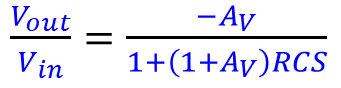 V_out / V_in = -A_V / 1+(1+A_V)RCS